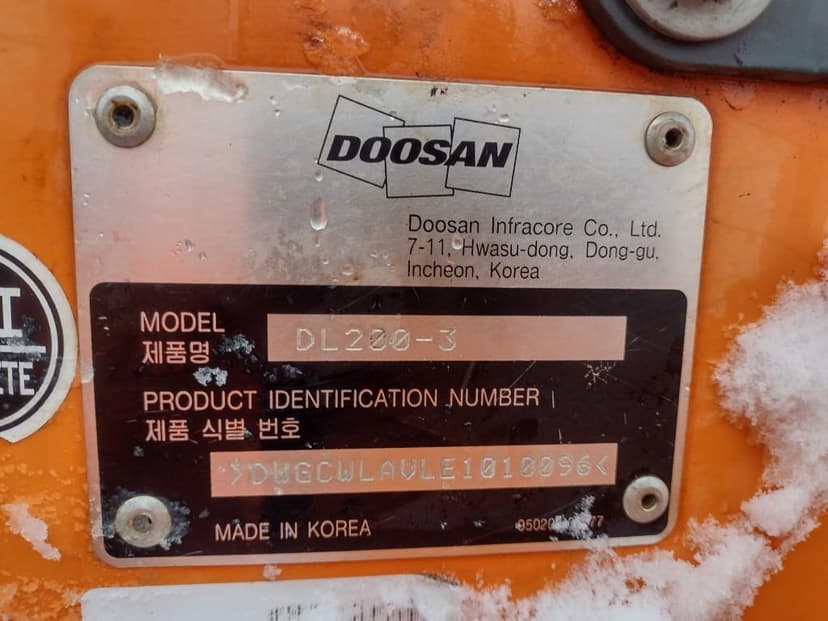 DOOSAN
Doosan Infracore Co., Ltd.
7-11, Hwasu-dong, Dong-gu,
Incheon, Korea
MODEL
DL200-3
제품명
PRODUCT IDENTIFICATION NUMBER
제품 식별 번호
>DWGCWLAVLE1010096<
MADE IN KOREA